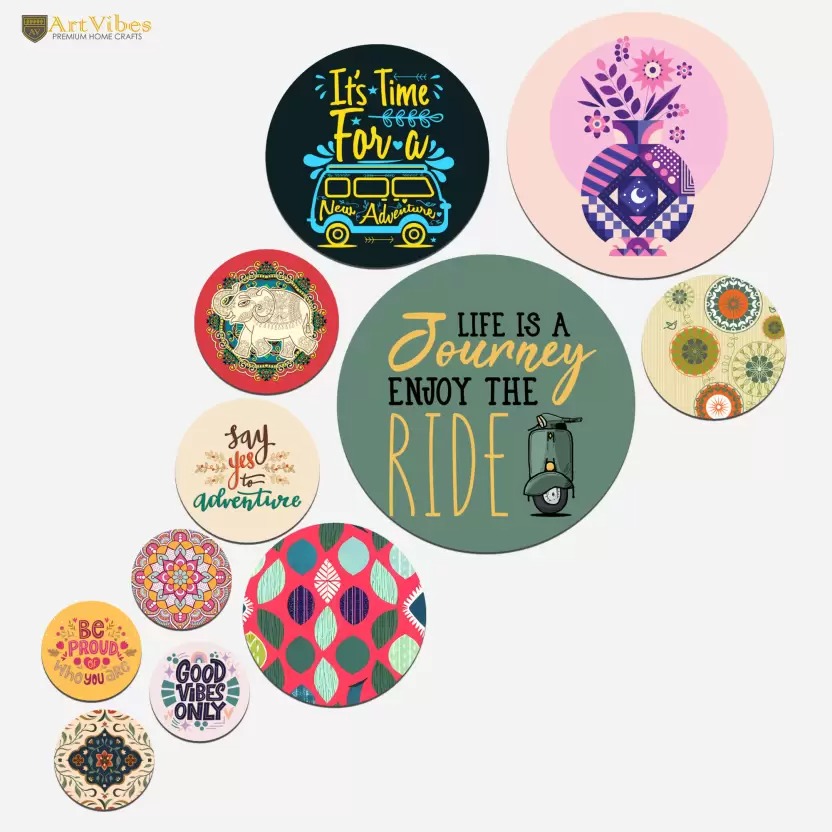 ArtVibes
AV
PREMIUM HOME CRAFTS
It's Time
For a
New Adventure
LIFE IS A
Journey
ENJOY THE
RIDE
Say
yes
to
adventure
Be
PROUD
of
WHO YOU ARE
GOOD
ViBES
ONLY